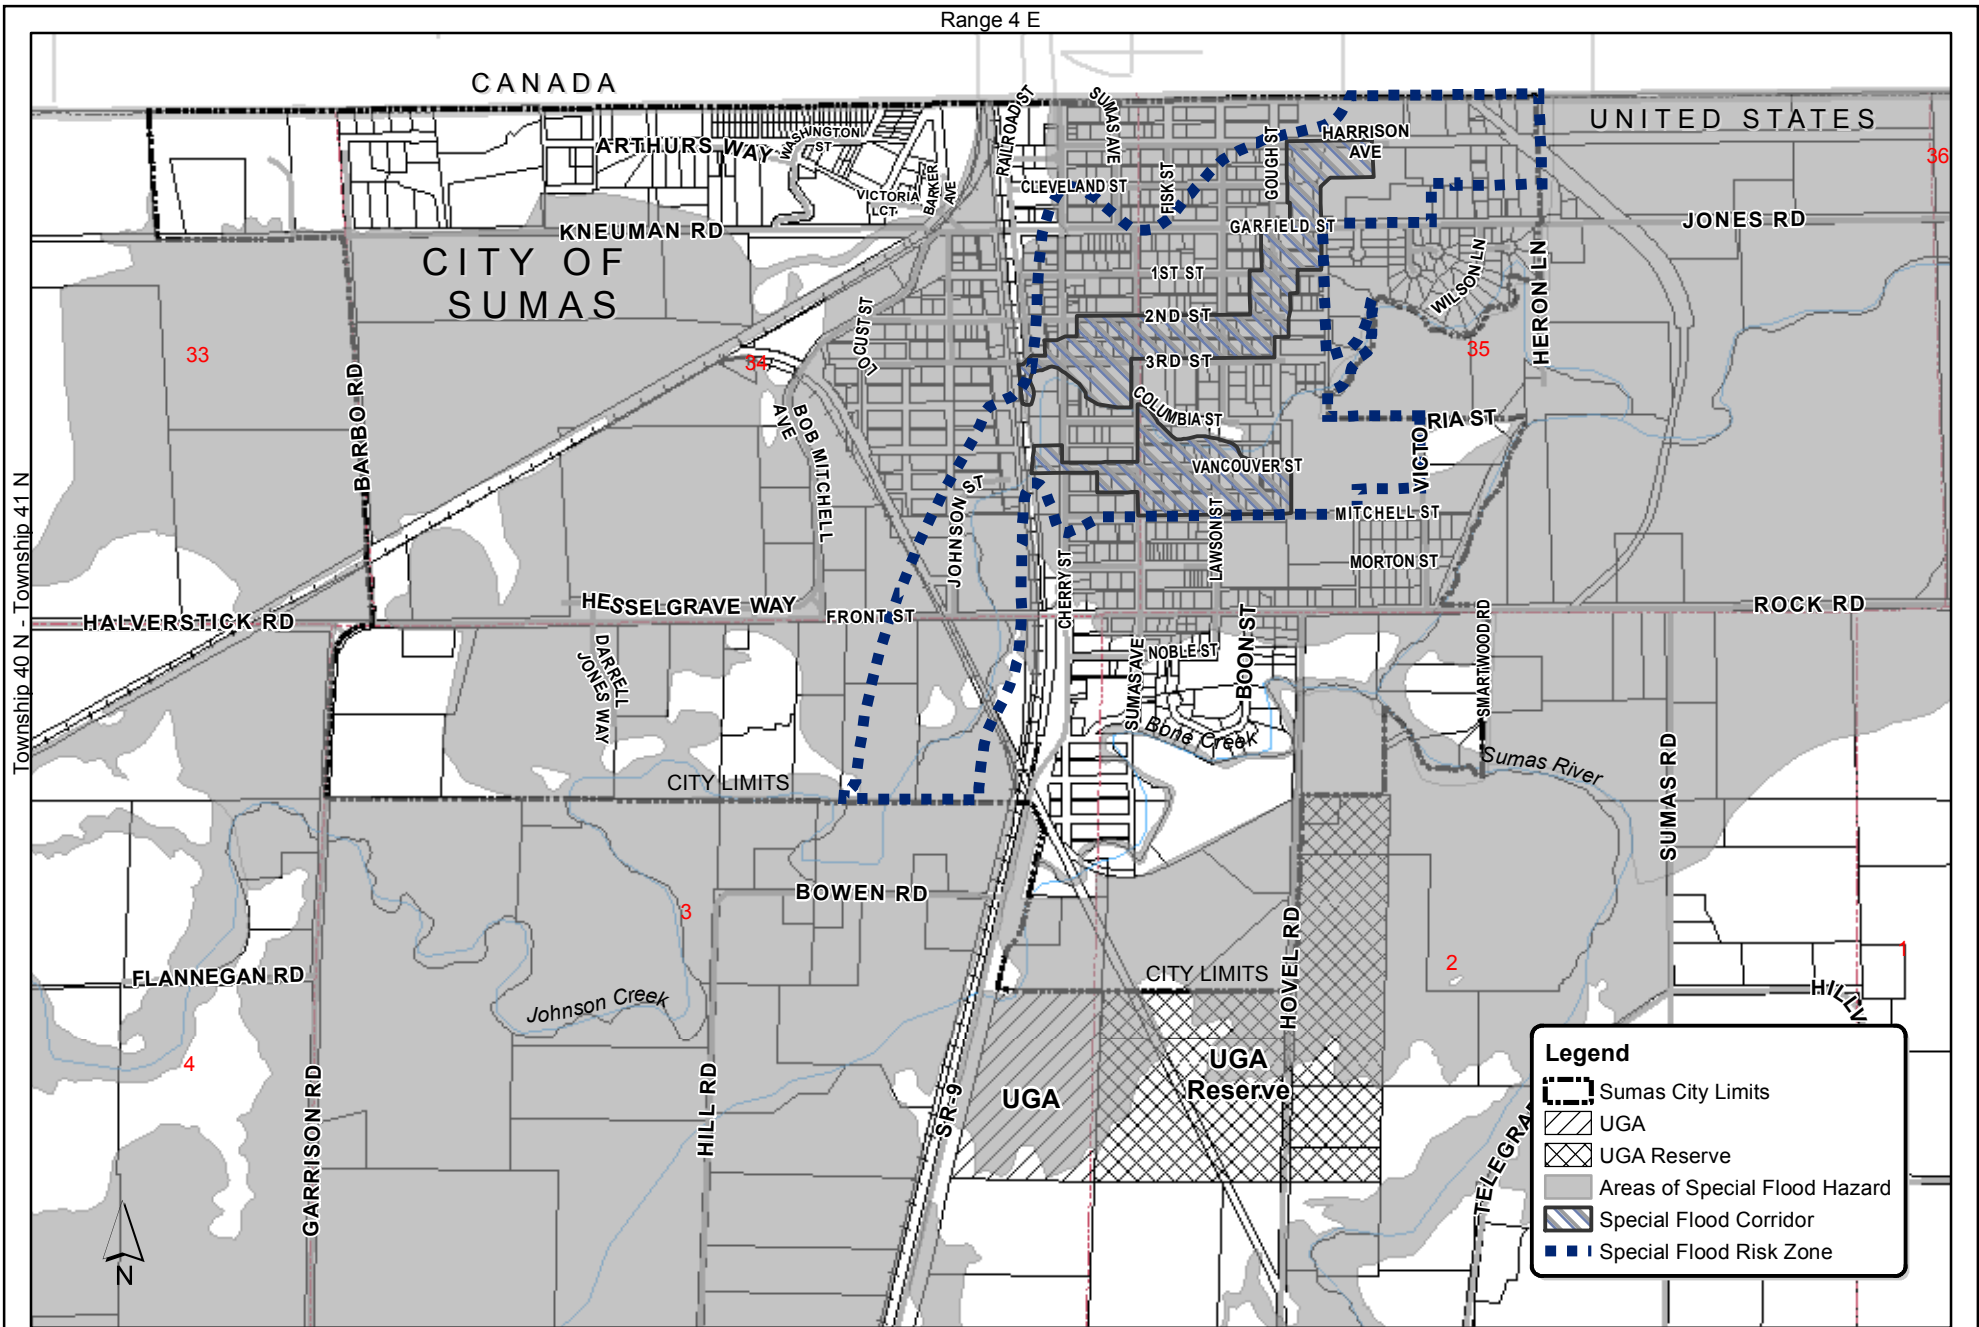 Range 4 E
CANADA
UNITED STATES
RAILROAD ST
SUMAS AVE
WASHINGTON
ST
ARTHURS WAY
HARRISON
AVE
GOUGH ST
36
CLEVELAND ST
FISK ST
VICTORIA
CT
BARKER
AVE
KNEUMAN RD
GARFIELD ST
JONES RD
CITY OF
SUMAS
1ST ST
WILSON LN
HERON LN
2ND ST
LOCUST ST
33
34
3RD ST
35
BARBO RD
COLUMBIA ST
BOB MITCHELL
AVE
VICTORIA ST
VANCOUVER ST
JOHNSON ST
LAWSON ST
MITCHELL ST
Township 40 N - Township 41 N
MORTON ST
CHERRY ST
HESSELGRAVE WAY
FRONT ST
ROCK RD
HALVERSTICK RD
DARRELL
JONES WAY
SUMAS AVE
NOBLE ST
BOON ST
SMARTWOOD RD
Bone Creek
Sumas River
SUMAS RD
CITY LIMITS
BOWEN RD
3
HOVEL RD
2
1
FLANNEGAN RD
CITY LIMITS
Johnson Creek
HILLV
4
UGA
UGA
Reserve
GARRISON RD
HILL RD
SR-9
TELEGRA
N
Legend
Sumas City Limits
UGA
UGA Reserve
Areas of Special Flood Hazard
Special Flood Corridor
Special Flood Risk Zone